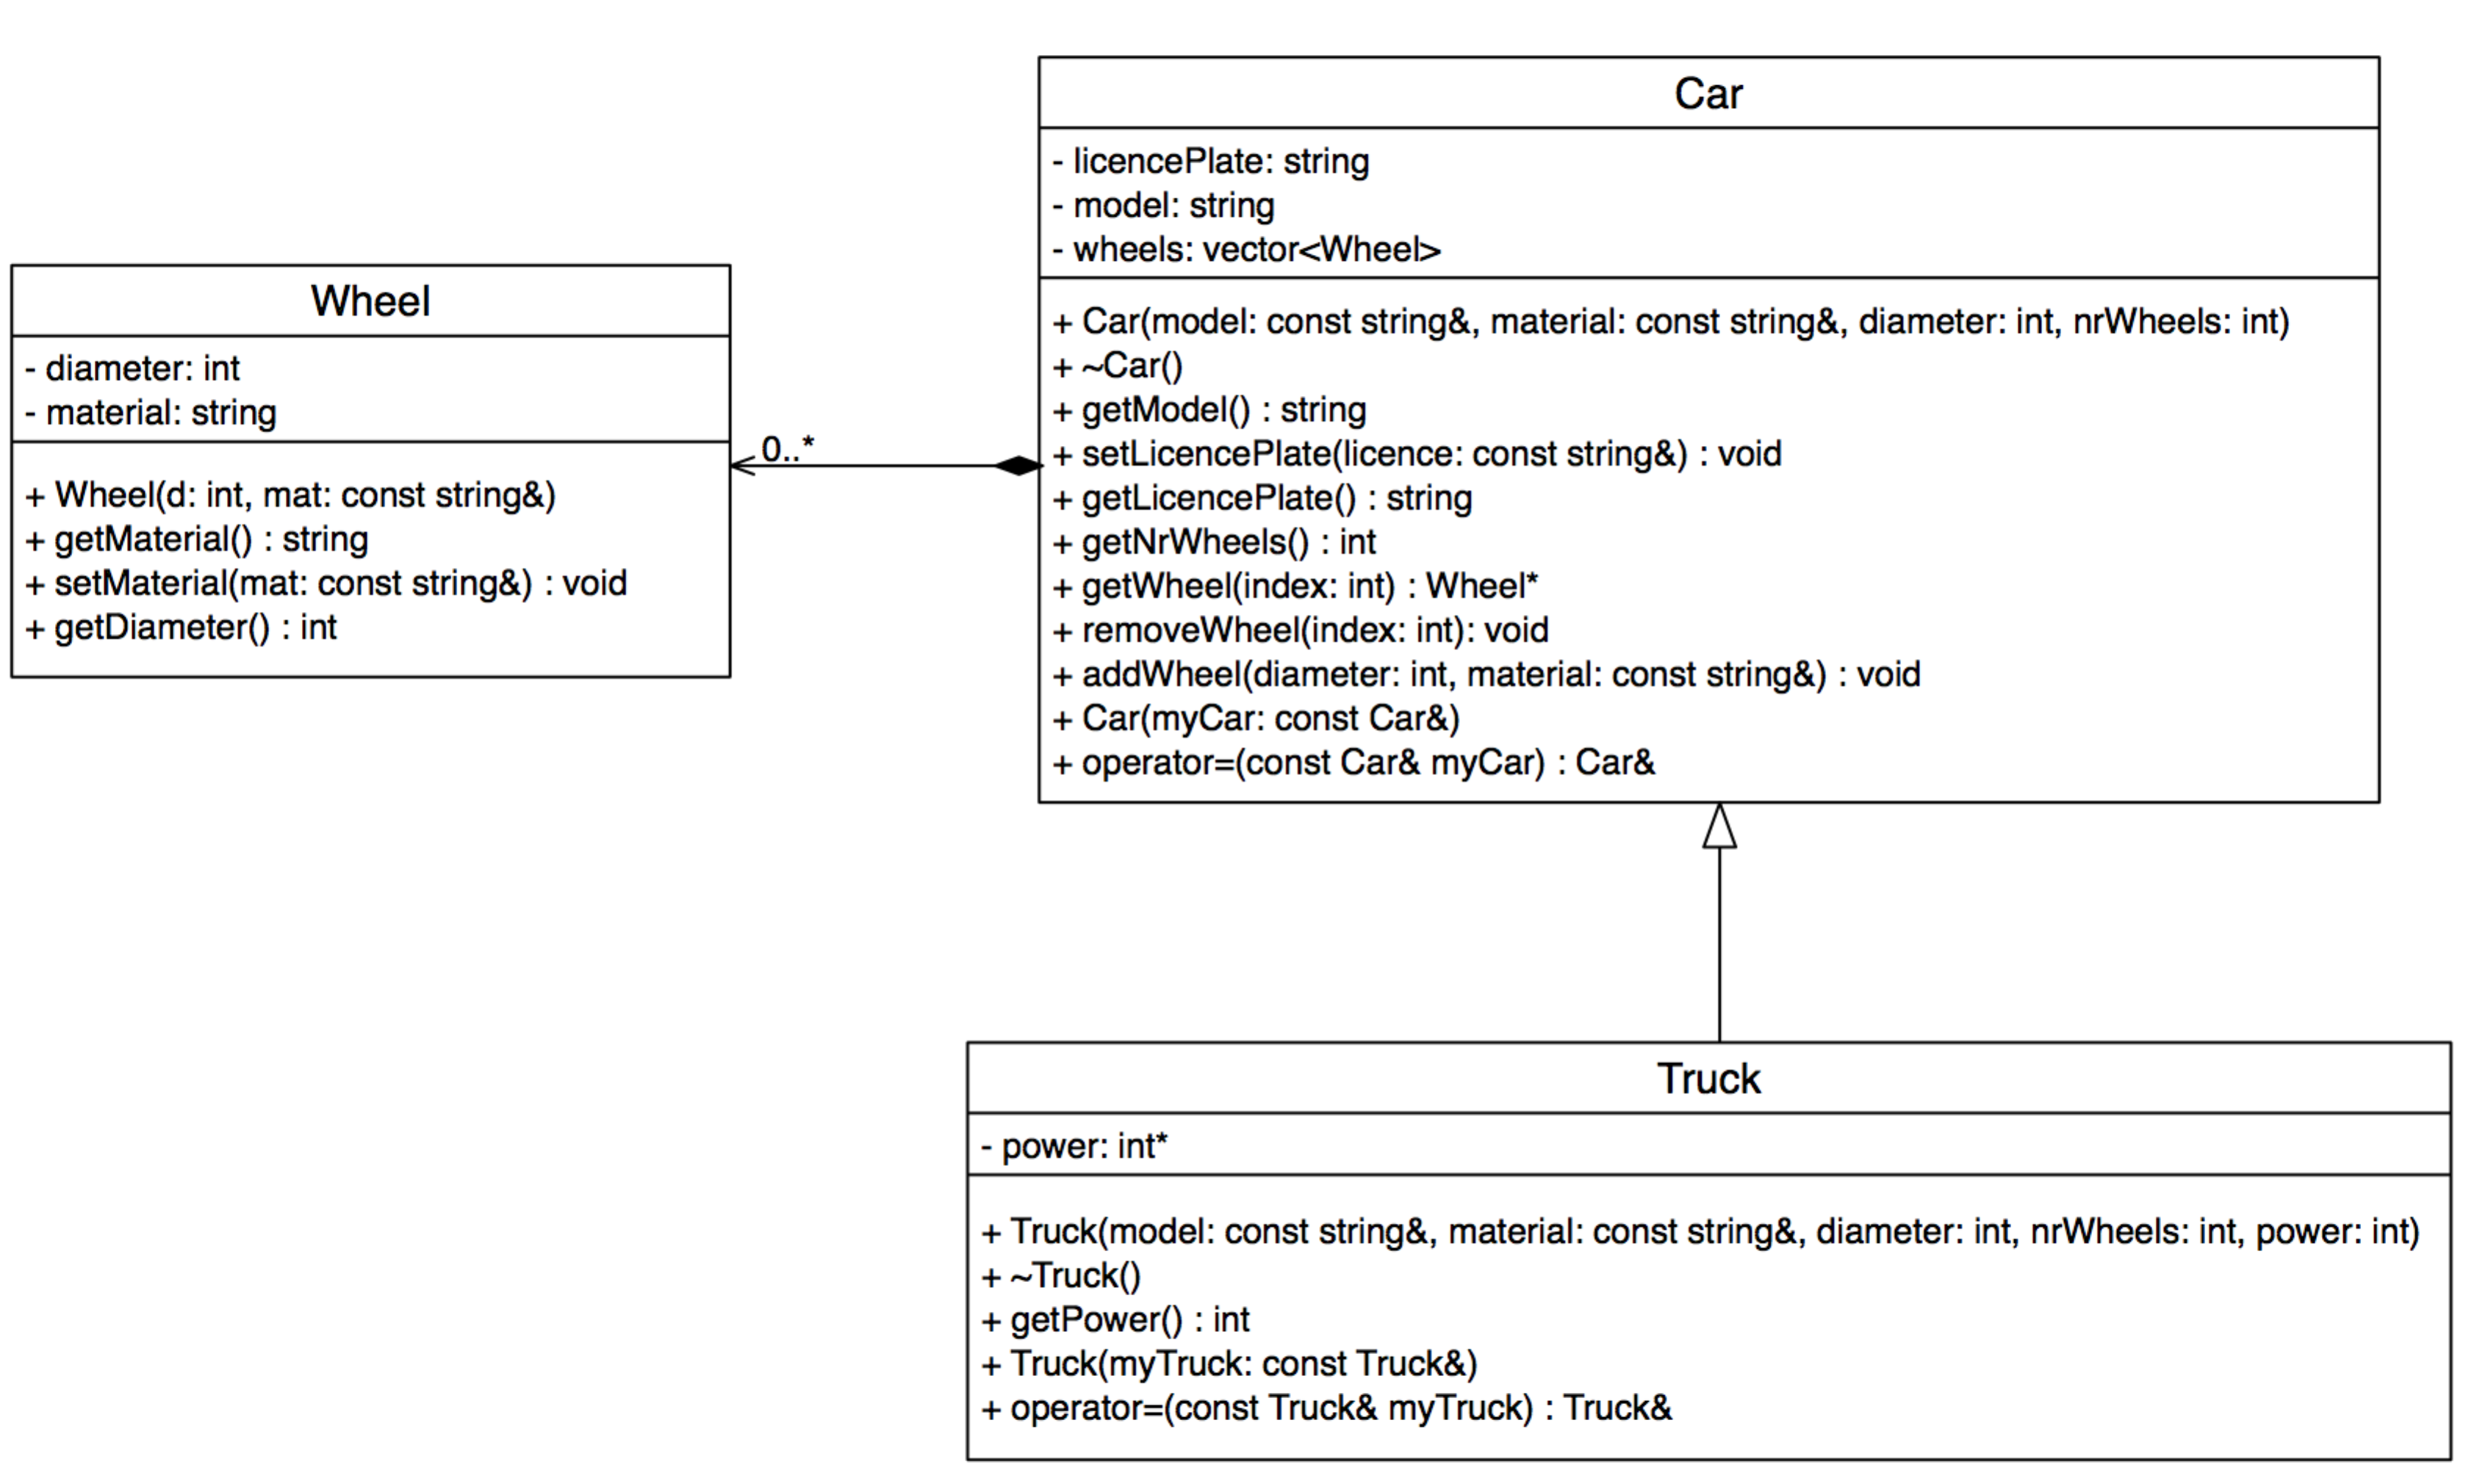 Car
- licencePlate: string
- model: string
- wheels: vector<Wheel>
+ Car(model: const string&, material: const string&, diameter: int, nrWheels: int)
+ ~Car()
+ getModel() : string
+ setLicencePlate(licence: const string&) : void
+ getLicencePlate() : string
+ getNrWheels() : int
+ getWheel(index: int) : Wheel*
+ removeWheel(index: int): void
+ addWheel(diameter: int, material: const string&) : void
+ Car(myCar: const Car&)
+ operator=(const Car& myCar) : Car&
Wheel
- diameter: int
- material: string
+ Wheel(d: int, mat: const string&)
+ getMaterial() : string
+ setMaterial(mat: const string&) : void
+ getDiameter() : int
0..*
Truck
- power: int*
+ Truck(model: const string&, material: const string&, diameter: int, nrWheels: int, power: int)
+ ~Truck()
+ getPower() : int
+ Truck(myTruck: const Truck&)
+ operator=(const Truck& myTruck) : Truck&